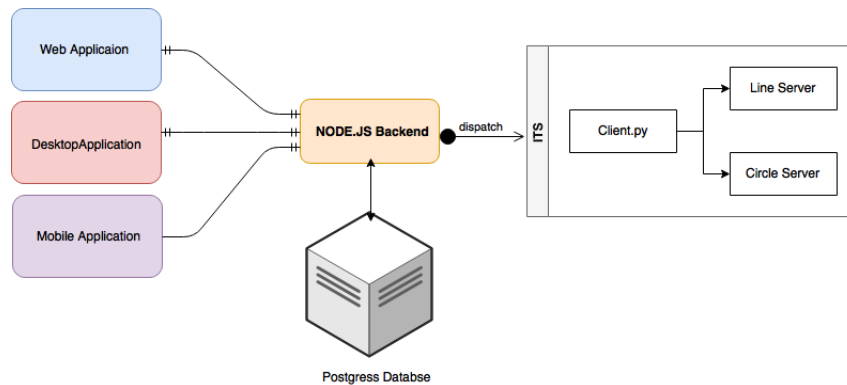 Web Applicaion
DesktopApplication
Mobile Application
NODE.JS Backend
dispatch
ITS
Client.py
Line Server
Circle Server
Postgress Databse